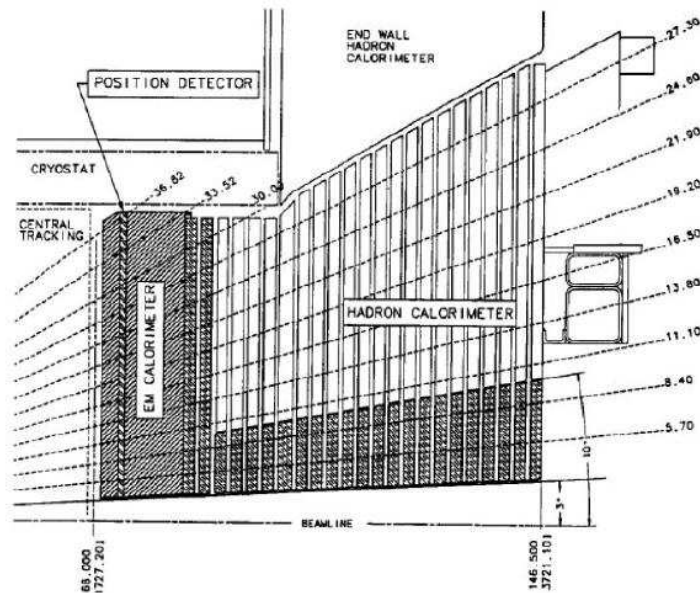 END WALL
HADRON
CALORIMETER
POSITION DETECTOR
CRYOSTAT
CENTRAL
TRACKING
EM CALORIMETER
HADRON CALORIMETER
36.82
33.52
27.30
24.60
21.90
19.20
16.50
13.80
11.10
8.40
5.70
10°
3°
BEAMLINE
68.000
1727.201
146.500
3721.101